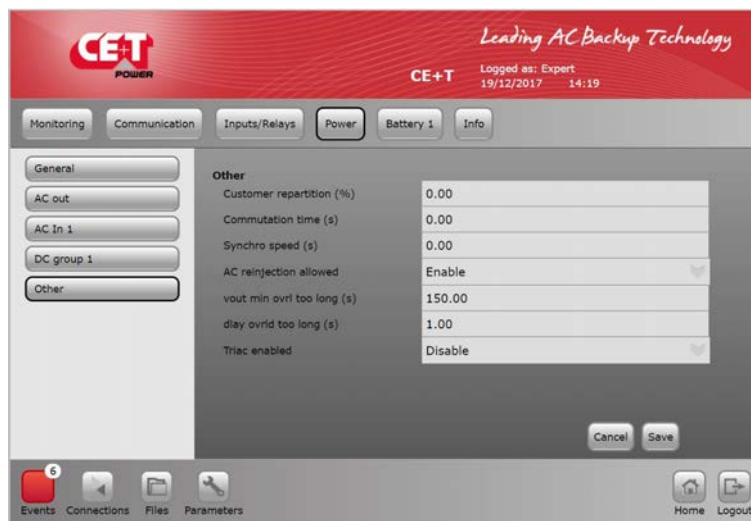 CE+T
POWER
Leading AC Backup Technology
CE+T
Logged as: Expert
19/12/2017 14:19
Monitoring Communication Inputs/Relays Power Battery 1 Info
General
AC out
AC In 1
DC group 1
Other
Other
Customer repartition (%) 0.00
Commutation time (s) 0.00
Synchro speed (s) 0.00
AC reinjection allowed Enable
vout min ovrl too long (s) 150.00
dlay ovrld too long (s) 1.00
Triac enabled Disable
Cancel Save
6
Events Connections Files Parameters Home Logout